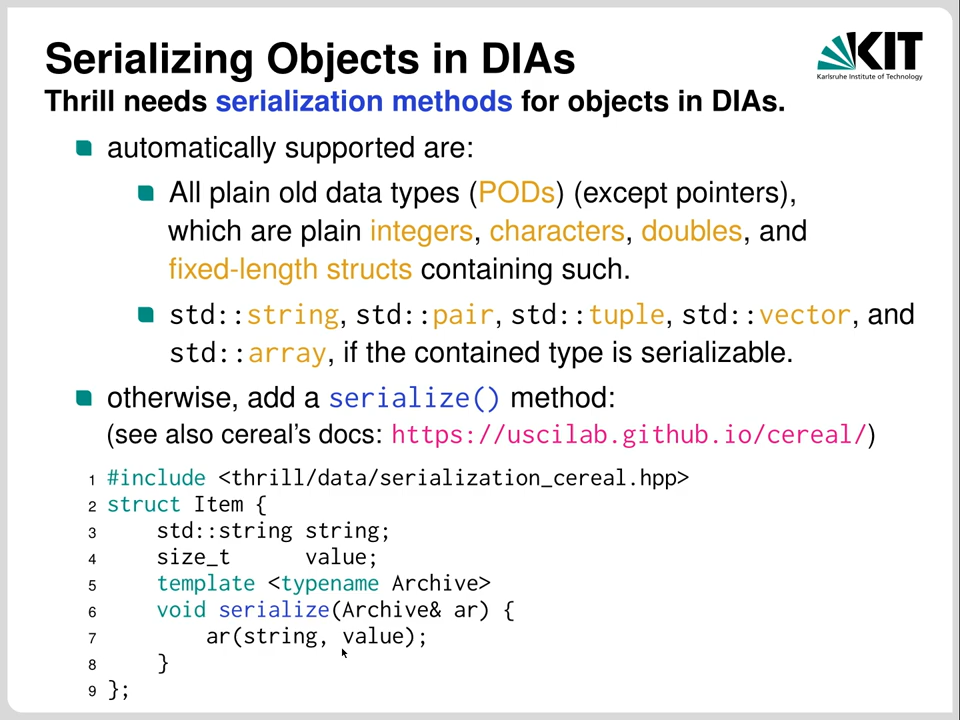 Serializing Objects in DIAs
KIT
Karlsruhe Institute of Technology
Thrill needs serialization methods for objects in DIAs.
automatically supported are:
All plain old data types (PODs) (except pointers),
which are plain integers, characters, doubles, and
fixed-length structs containing such.
std::string, std::pair, std::tuple, std::vector, and
std::array, if the contained type is serializable.
otherwise, add a serialize() method:
(see also cereal's docs: https://uscilab.github.io/cereal/)
1 #include <thrill/data/serialization_cereal.hpp>
2 struct Item {
3     std::string string;
4     size_t      value;
5     template <typename Archive>
6     void serialize(Archive& ar) {
7         ar(string, value);
8     }
9 };